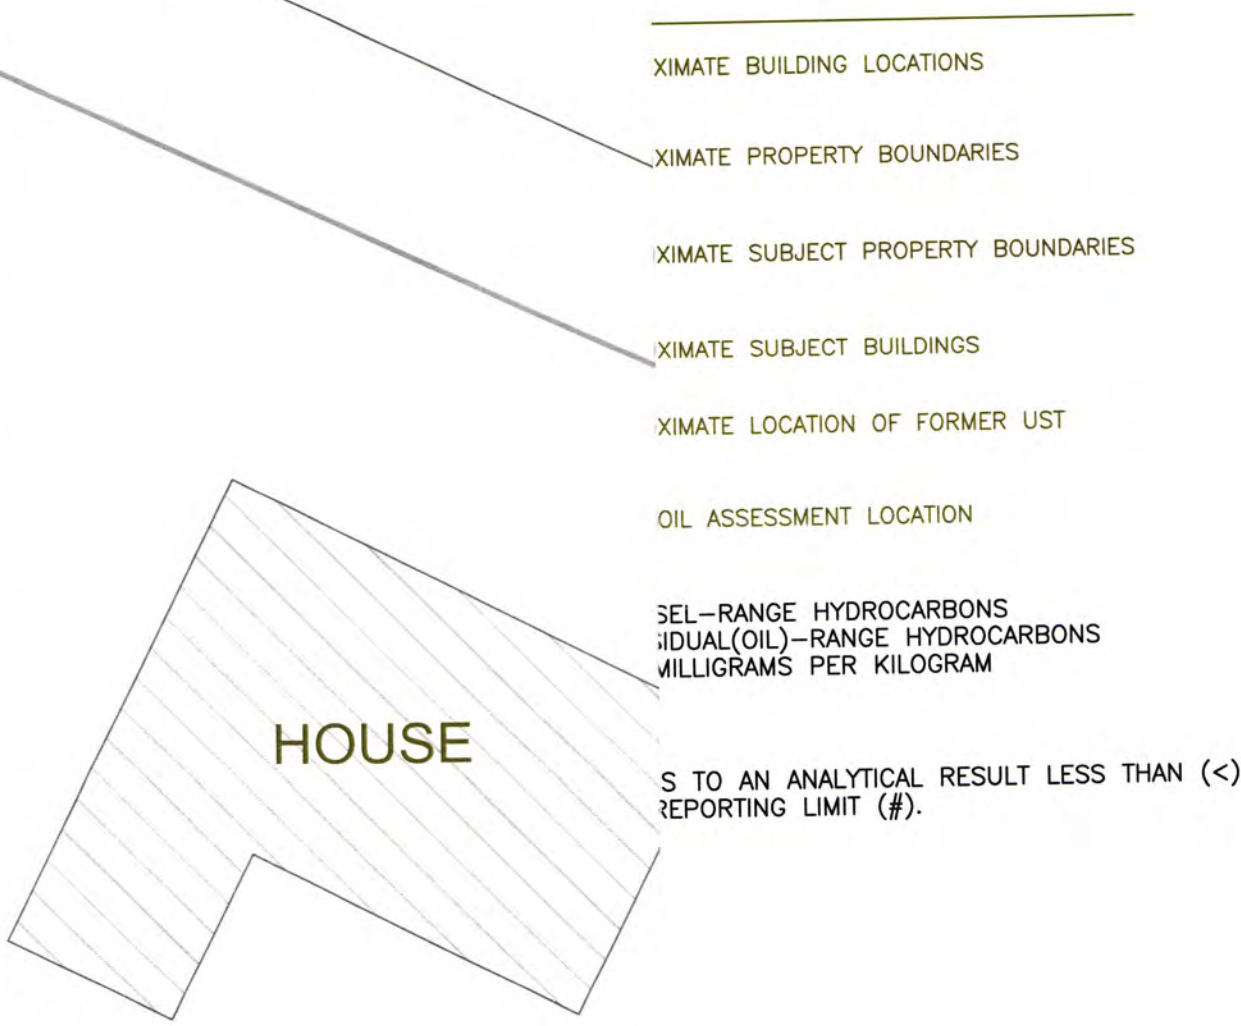 XIMATE BUILDING LOCATIONS
XIMATE PROPERTY BOUNDARIES
XIMATE SUBJECT PROPERTY BOUNDARIES
XIMATE SUBJECT BUILDINGS
XIMATE LOCATION OF FORMER UST
OIL ASSESSMENT LOCATION
SEL–RANGE HYDROCARBONS
IDUAL(OIL)–RANGE HYDROCARBONS
MILLIGRAMS PER KILOGRAM
HOUSE
S TO AN ANALYTICAL RESULT LESS THAN (<)
REPORTING LIMIT (#).